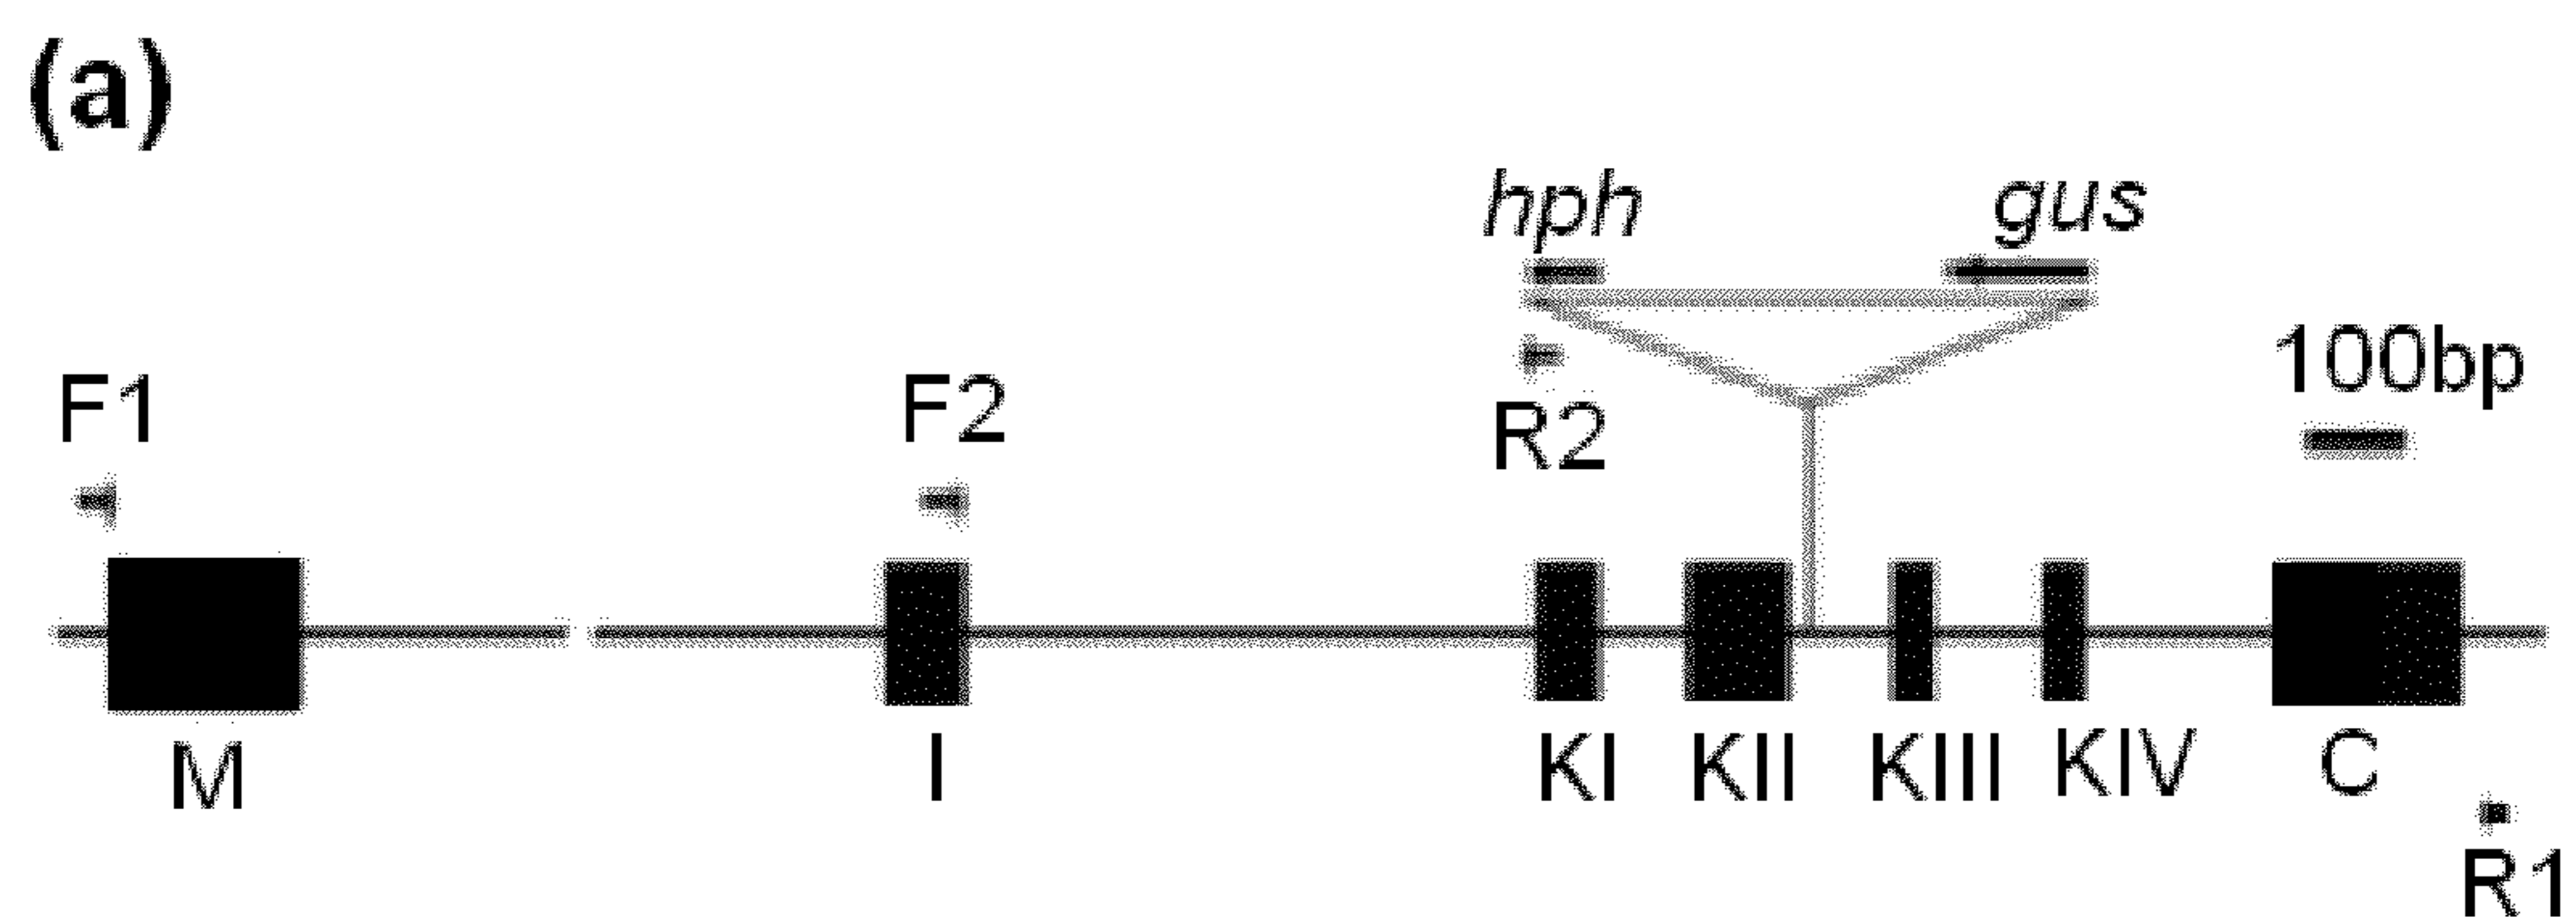 (a)
hph gus
100bp
F1 F2 R2
M I KI KII KIII KIV C
R1